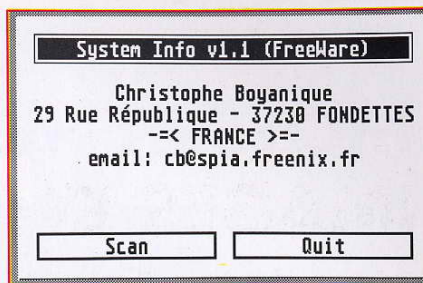 System Info v1.1 (FreeWare)
Christophe Boyanique
29 Rue République - 37230 FONDETTES
-=< FRANCE >=-
email: cb@spia.freenix.fr
Scan
Quit